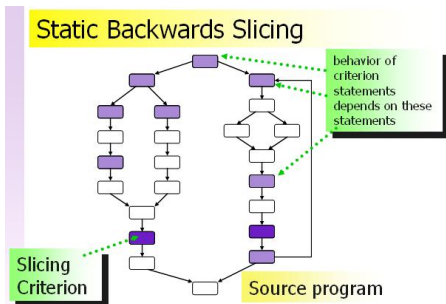 Static Backwards Slicing
behavior of
criterion
statements
depends on these
statements
Slicing
Criterion
Source program